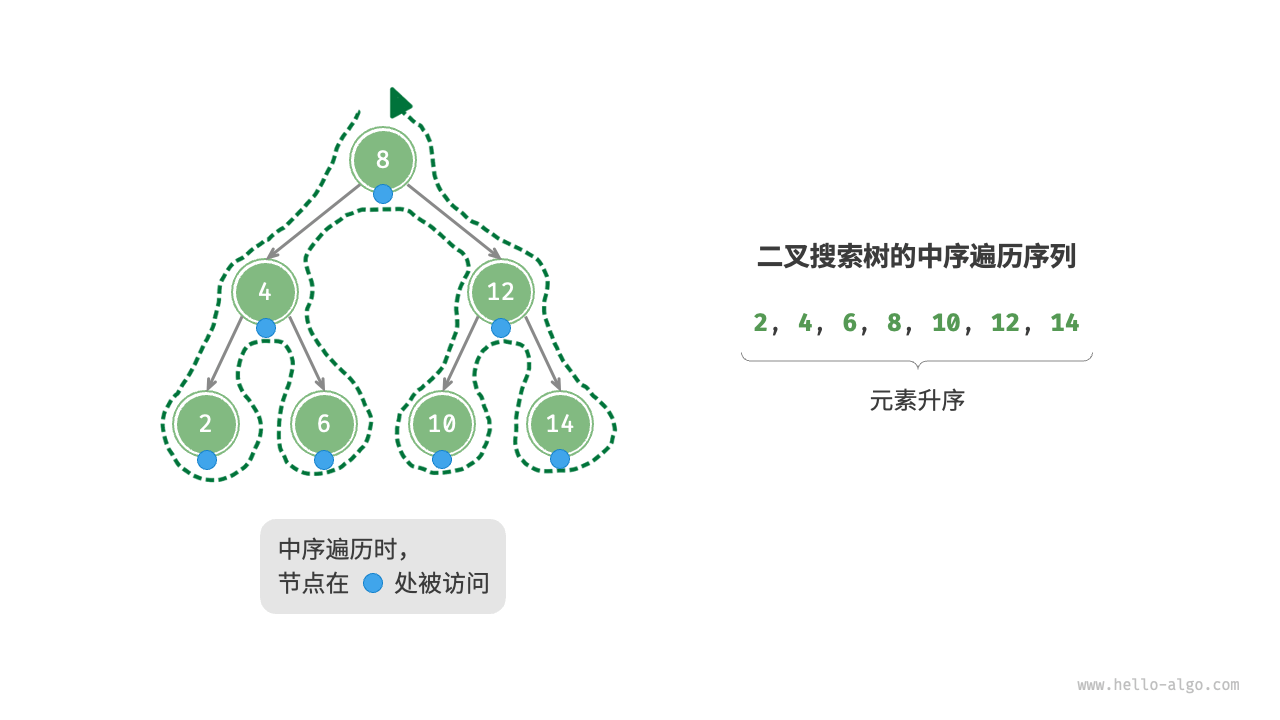 8
4
12
2
6
10
14
二叉搜索树的中序遍历序列
2, 4, 6, 8, 10, 12, 14
元素升序
中序遍历时，
节点在 处被访问
www.hello-algo.com